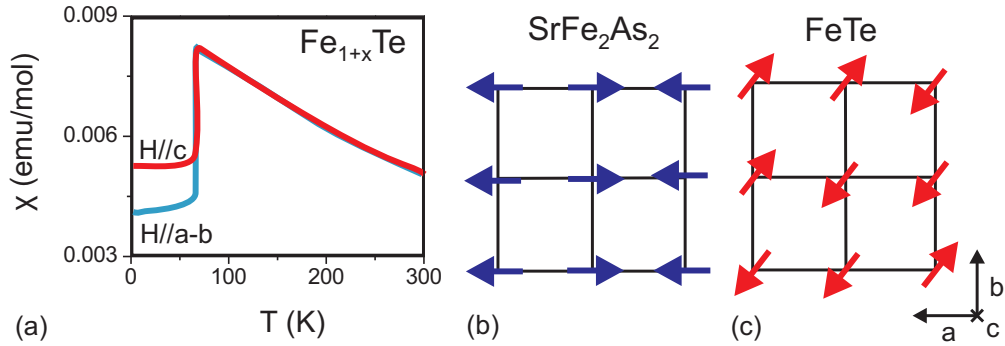 0.009
0.006
0.003
0
100
200
300
χ (emu/mol)
T (K)
Fe₁₊ₓTe
H//c
H//a-b
(a)
SrFe₂As₂
(b)
FeTe
(c)
b
a
c